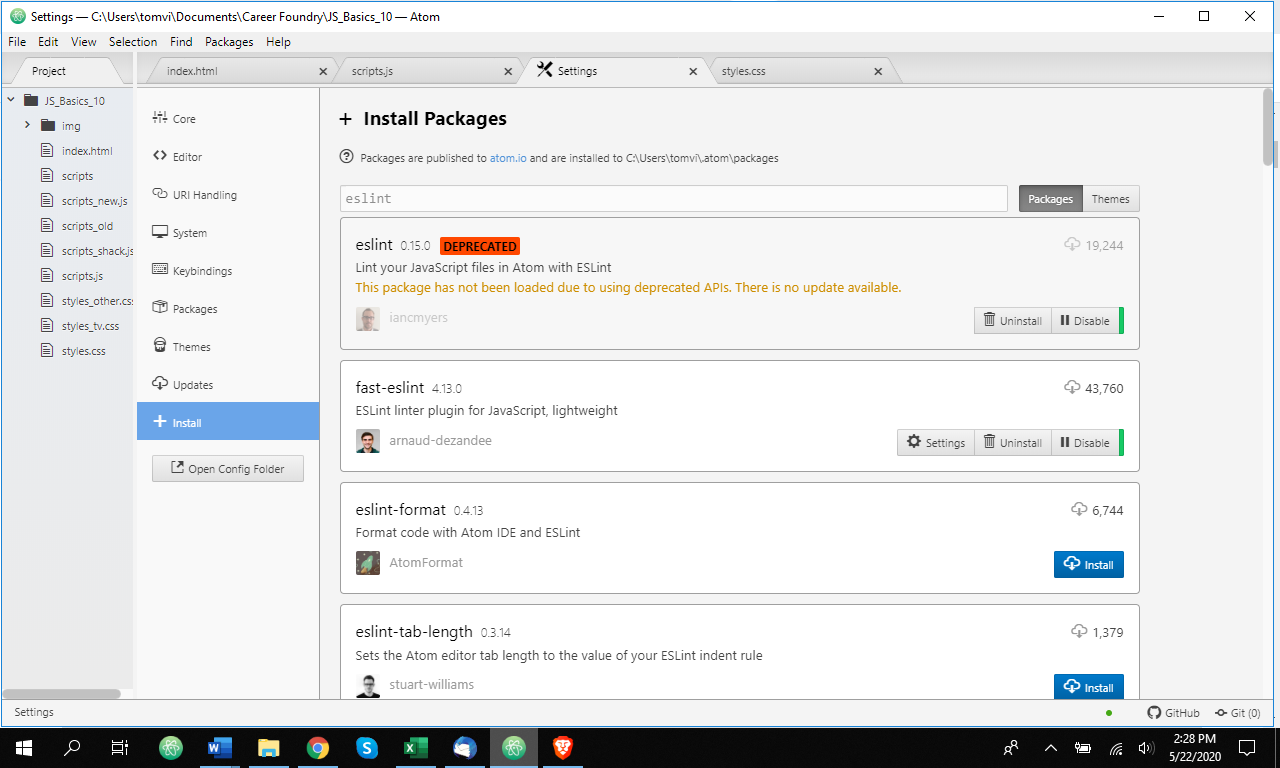 Settings — C:\Users\tomvi\Documents\Career Foundry\JS_Basics_10 — Atom
File Edit View Selection Find Packages Help
Project
index.html
scripts.js
Settings
styles.css
JS_Basics_10
img
index.html
scripts
scripts_new.js
scripts_old
scripts_shack.js
scripts.js
styles_other.cs
styles_tv.css
styles.css
Core
Editor
URI Handling
System
Keybindings
Packages
Themes
Updates
Install
Open Config Folder
Install Packages
Packages are published to atom.io and are installed to C:\Users\tomvi\.atom\packages
eslint
Packages Themes
eslint 0.15.0 DEPRECATED 19,244
Lint your JavaScript files in Atom with ESLint
This package has not been loaded due to using deprecated APIs. There is no update available.
iancmyers
Uninstall Disable
fast-eslint 4.13.0 43,760
ESLint linter plugin for JavaScript, lightweight
arnaud-dezandee
Settings Uninstall Disable
eslint-format 0.4.13 6,744
Format code with Atom IDE and ESLint
AtomFormat
Install
eslint-tab-length 0.3.14 1,379
Sets the Atom editor tab length to the value of your ESLint indent rule
stuart-williams
Install
Settings
GitHub Git (0)
2:28 PM
5/22/2020